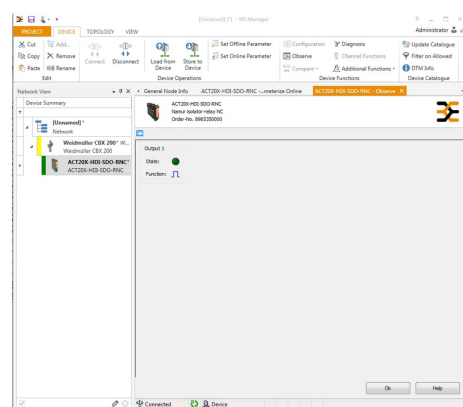 [Unnamed] (*) - WI-Manager
PROJECT DEVICE TOPOLOGY VIEW Administrator
Cut Add... Set Offline Parameter Configuration Diagnosis Update Catalogue
Copy Remove Connect Disconnect Load from Device Store to Device Set Online Parameter Observe Channel Functions Filter on Allowed
Paste Rename Compare Additional Functions DTM Info
Edit Device Operations Device Functions Device Catalogue
Network View
General Node Info ACT20X-HDI-SDO-RNC -...meterize Online ACT20X-HDI-SDO-RNC - Observe
Device Summary
Type
[Unnamed]*
Network
Weidmüller CBX 200* W...
Weidmüller CBX 200
ACT20X-HDI-SDO-RNC*
ACT20X-HDI-SDO-RNC
ACT20X-HDI-SDO-RNC
Namur isolator-relay NC
Order-No. 8965350000
Output 1
State:
Function:
Ok Help
Connected Device